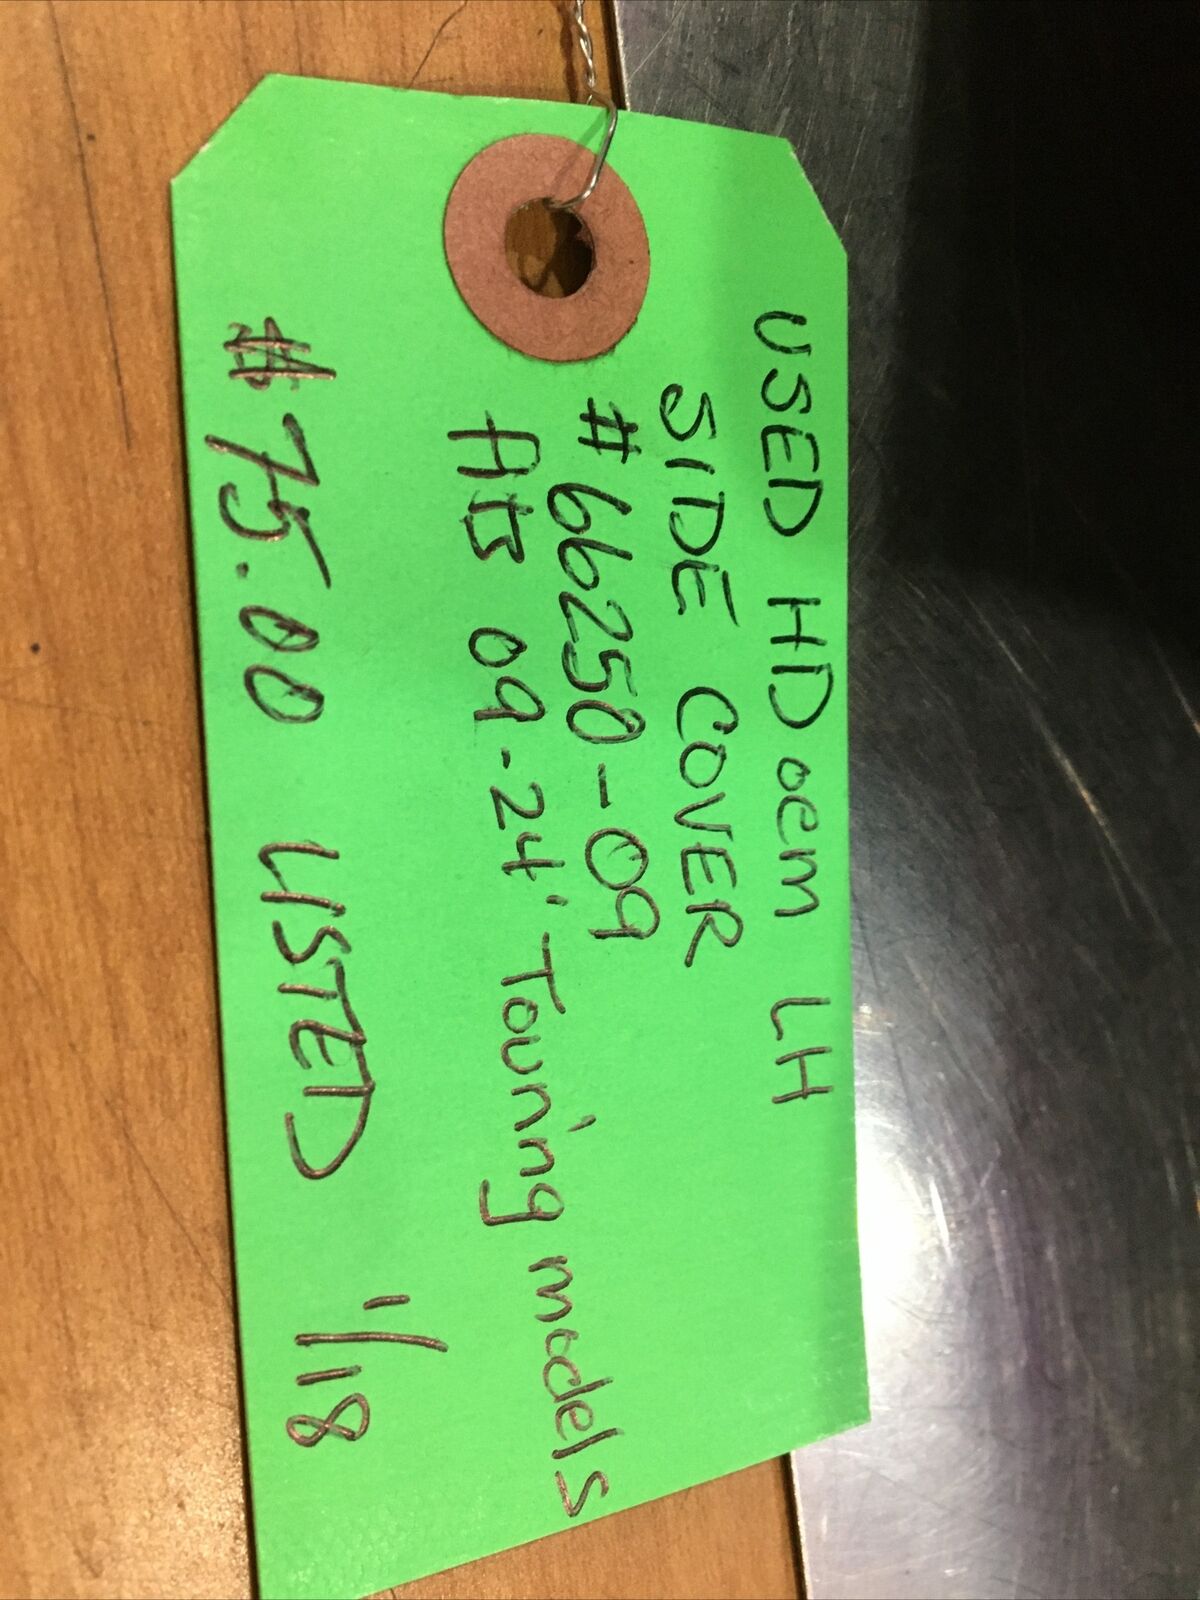 USED HD oem LH
SIDE COVER
#66250-09
Fits 09-24' Touring models
$75.00 LISTED 1/18